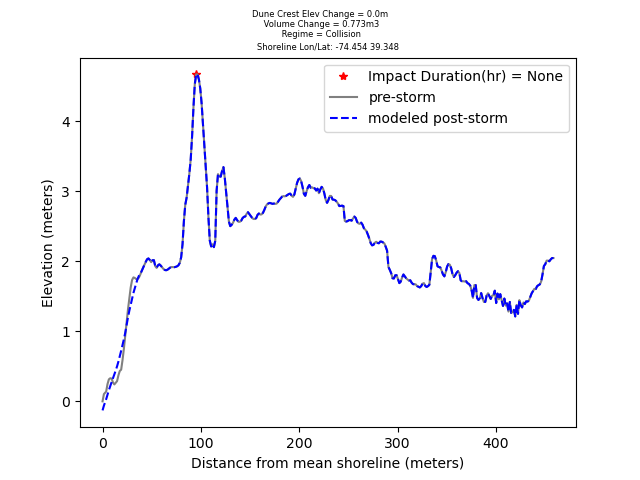 Dune Crest Elev Change = 0.0m
Volume Change = 0.773m3
Regime = Collision
Shoreline Lon/Lat: -74.454 39.348
Impact Duration(hr) = None
pre-storm
modeled post-storm
Elevation (meters)
4
3
2
1
0
0 100 200 300 400
Distance from mean shoreline (meters)